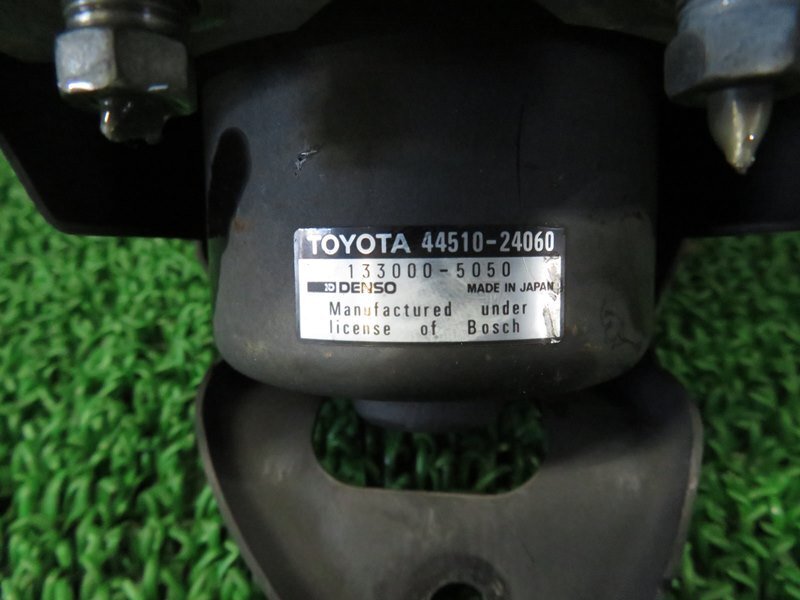 TOYOTA 44510-24060
133000-5050
DENSO MADE IN JAPAN
Manufactured under
license of Bosch